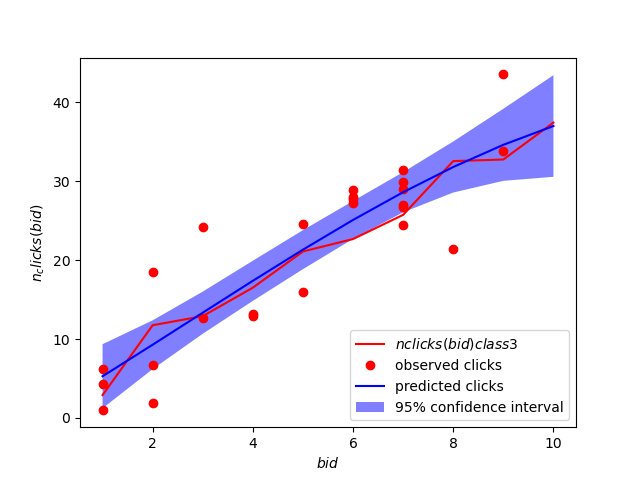 40
30
20
10
0
n_clicks(bid)
nclicks(bid)class3
observed clicks
predicted clicks
95% confidence interval
2 4 6 8 10
bid